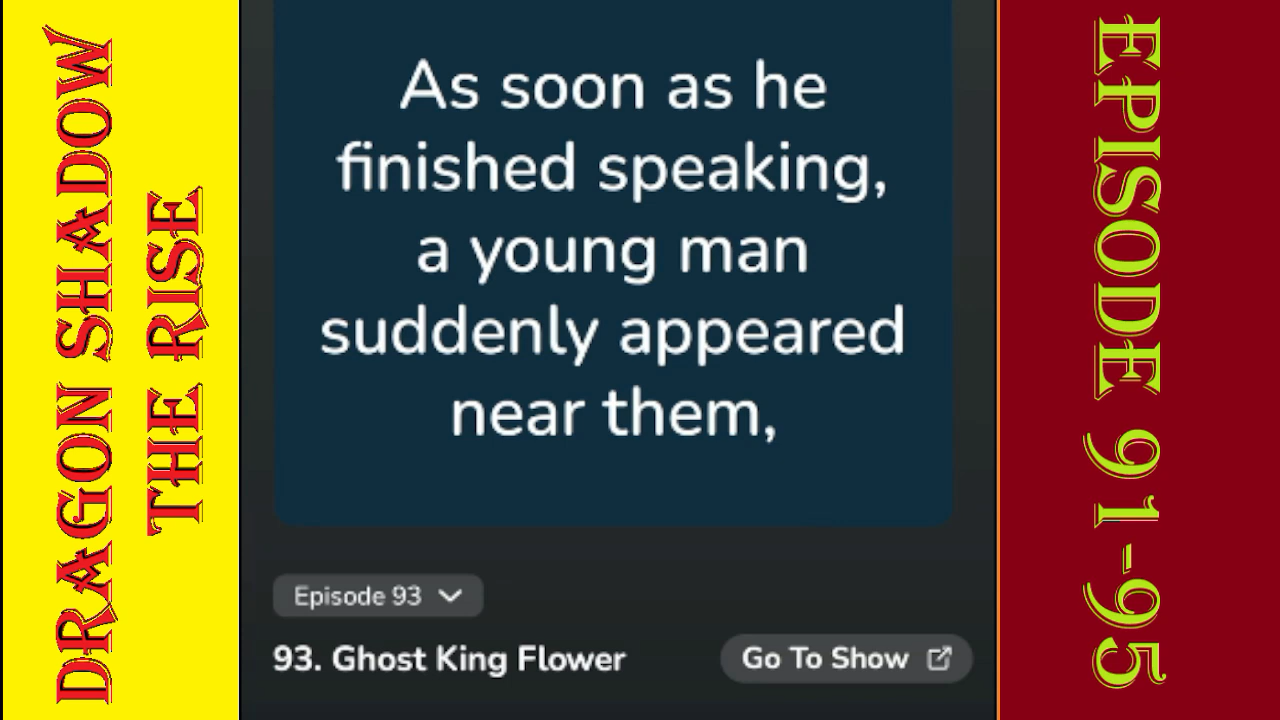 DRAGON SHADOW
THE RISE
As soon as he
finished speaking,
a young man
suddenly appeared
near them,
Episode 93
93. Ghost King Flower
Go To Show
EPISODE 91-95